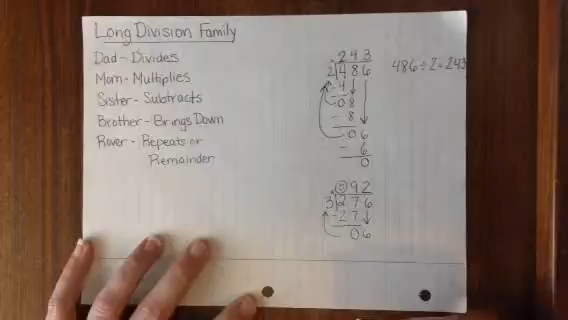 Long Division Family
Dad - Divides
Mom - Multiplies
Sister - Subtracts
Brother - Brings Down
Rover - Repeats or
Remainder
243
2 486
-4
08
- 8
06
- 6
0
486 ÷ 2 = 243
92
3 276
-27
06